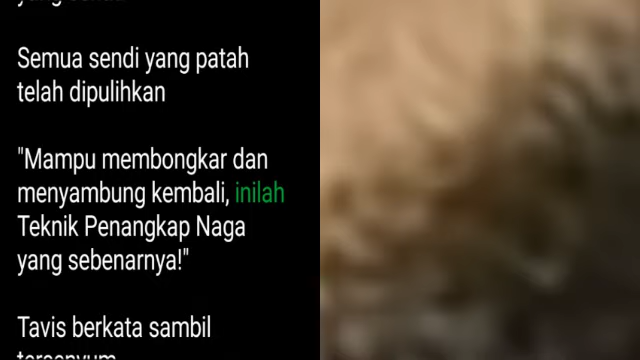 Semua sendi yang patah
telah dipulihkan
"Mampu membongkar dan
menyambung kembali, inilah
Teknik Penangkap Naga
yang sebenarnya!"
Tavis berkata sambil
tersenyum